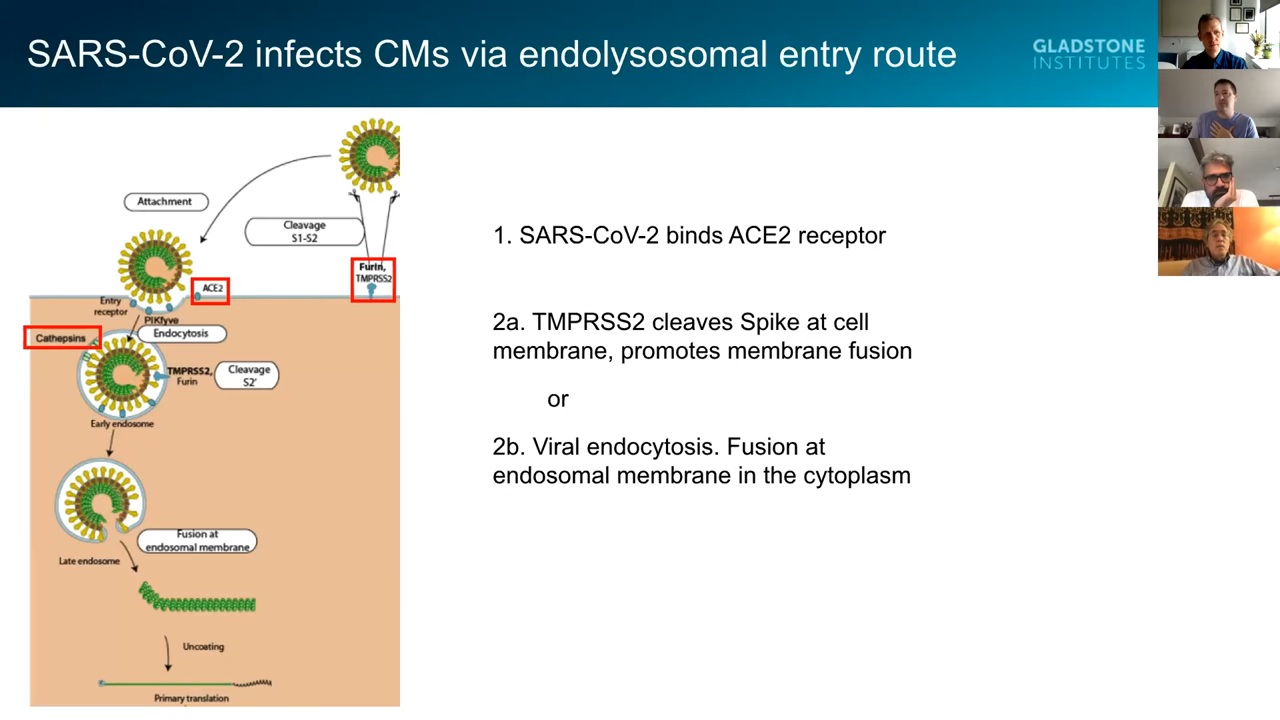 SARS-CoV-2 infects CMs via endolysosomal entry route
GLADSTONE
INSTITUTES
Attachment
Cleavage
S1-S2
Furin,
TMPRSS2
ACE2
Entry
receptor
PIKfyve
Endocytosis
Cathepsins
TMPRSS2,
Furin
Cleavage
S2'
Early endosome
Fusion at
endosomal membrane
Late endosome
Uncoating
Primary translation
1. SARS-CoV-2 binds ACE2 receptor
2a. TMPRSS2 cleaves Spike at cell
membrane, promotes membrane fusion
or
2b. Viral endocytosis. Fusion at
endosomal membrane in the cytoplasm